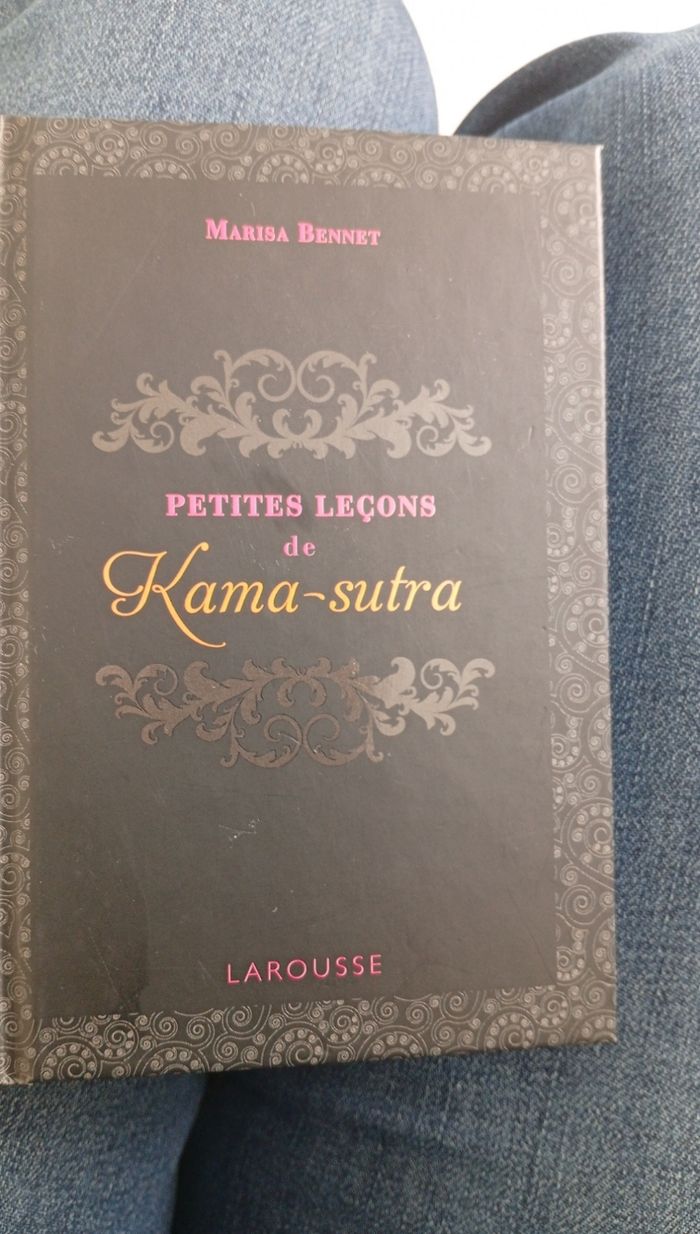 MARISA BENNET
PETITES LEÇONS
de
Kama-sutra
LAROUSSE